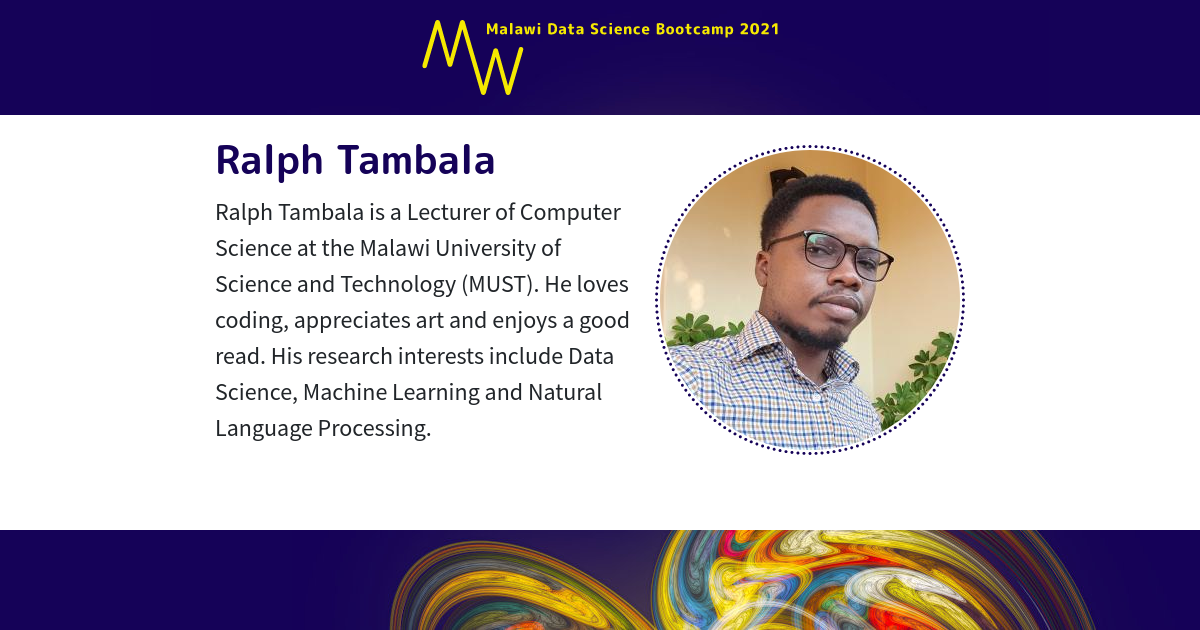 Malawi Data Science Bootcamp 2021
MW
Ralph Tambala
Ralph Tambala is a Lecturer of Computer
Science at the Malawi University of
Science and Technology (MUST). He loves
coding, appreciates art and enjoys a good
read. His research interests include Data
Science, Machine Learning and Natural
Language Processing.